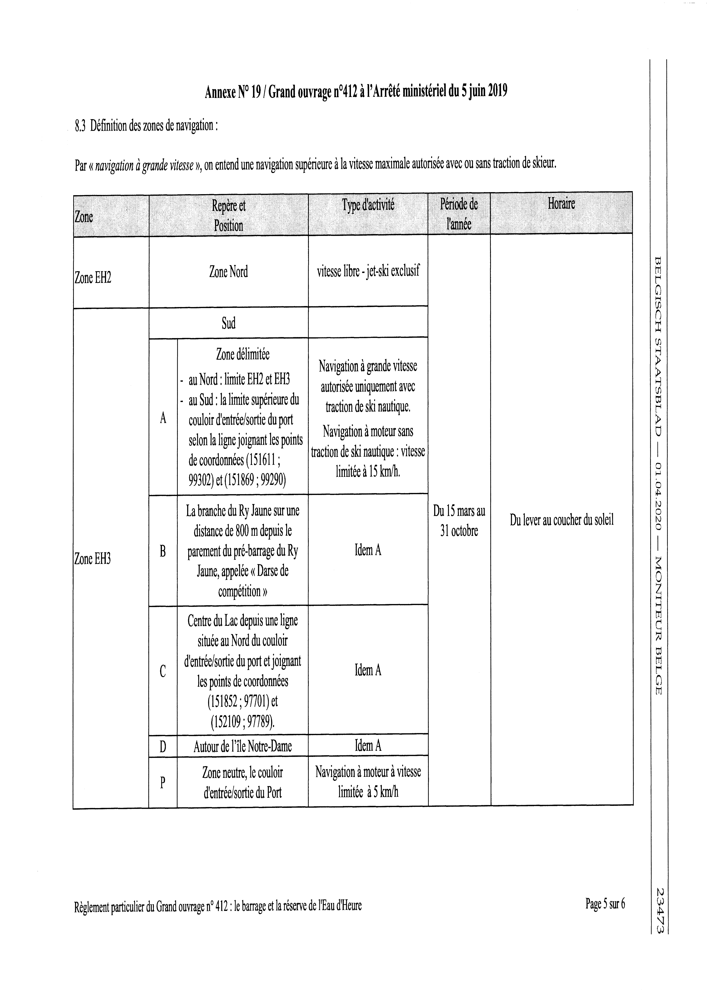 Annexe N° 19 / Grand ouvrage n°412 à l'Arrêté ministériel du 5 juin 2019
8.3 Définition des zones de navigation :
Par « navigation à grande vitesse », on entend une navigation supérieure à la vitesse maximale autorisée avec ou sans traction de skieur.
Zone
Repère et
Position
Type d'activité
Période de
l'année
Horaire
Zone EH2
Zone Nord
vitesse libre - jet-ski exclusif
Zone EH3
Sud
A
Zone délimitée
- au Nord : limite EH2 et EH3
- au Sud : la limite supérieure du
couloir d'entrée/sortie du port
selon la ligne joignant les points
de coordonnées (151611 ;
99302) et (151869 ; 99290)
Navigation à grande vitesse
autorisée uniquement avec
traction de ski nautique.
Navigation à moteur sans
traction de ski nautique : vitesse
limitée à 15 km/h.
B
La branche du Ry Jaune sur une
distance de 800 m depuis le
parement du pré-barrage du Ry
Jaune, appelée « Darse de
compétition »
Idem A
C
Centre du Lac depuis une ligne
située au Nord du couloir
d'entrée/sortie du port et joignant
les points de coordonnées
(151852 ; 97701) et
(152109 ; 97789).
Idem A
D
Autour de l'île Notre-Dame
Idem A
P
Zone neutre, le couloir
d'entrée/sortie du Port
Navigation à moteur à vitesse
limitée à 5 km/h
Du 15 mars au
31 octobre
Du lever au coucher du soleil
Règlement particulier du Grand ouvrage n° 412 : le barrage et la réserve de l'Eau d'Heure
Page 5 sur 6
BELGISCH STAATSBLAD — 01.04.2020 — MONITEUR BELGE
23473